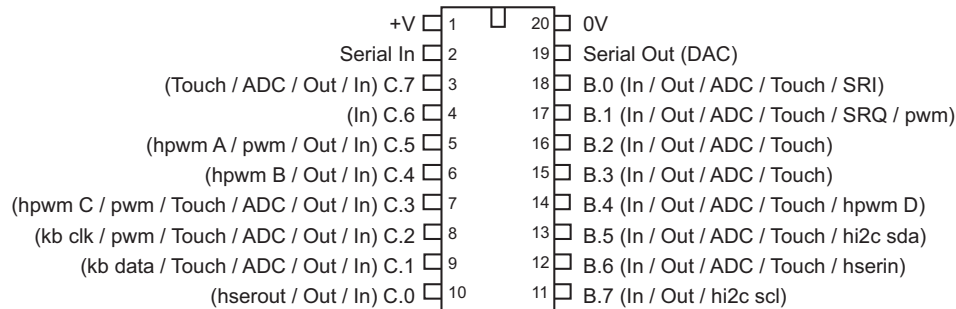 +V 1 20 0V
Serial In 2 19 Serial Out (DAC)
(Touch / ADC / Out / In) C.7 3 18 B.0 (In / Out / ADC / Touch / SRI)
(In) C.6 4 17 B.1 (In / Out / ADC / Touch / SRQ / pwm)
(hpwm A / pwm / Out / In) C.5 5 16 B.2 (In / Out / ADC / Touch)
(hpwm B / Out / In) C.4 6 15 B.3 (In / Out / ADC / Touch)
(hpwm C / pwm / Touch / ADC / Out / In) C.3 7 14 B.4 (In / Out / ADC / Touch / hpwm D)
(kb clk / pwm / Touch / ADC / Out / In) C.2 8 13 B.5 (In / Out / ADC / Touch / hi2c sda)
(kb data / Touch / ADC / Out / In) C.1 9 12 B.6 (In / Out / ADC / Touch / hserin)
(hserout / Out / In) C.0 10 11 B.7 (In / Out / hi2c scl)